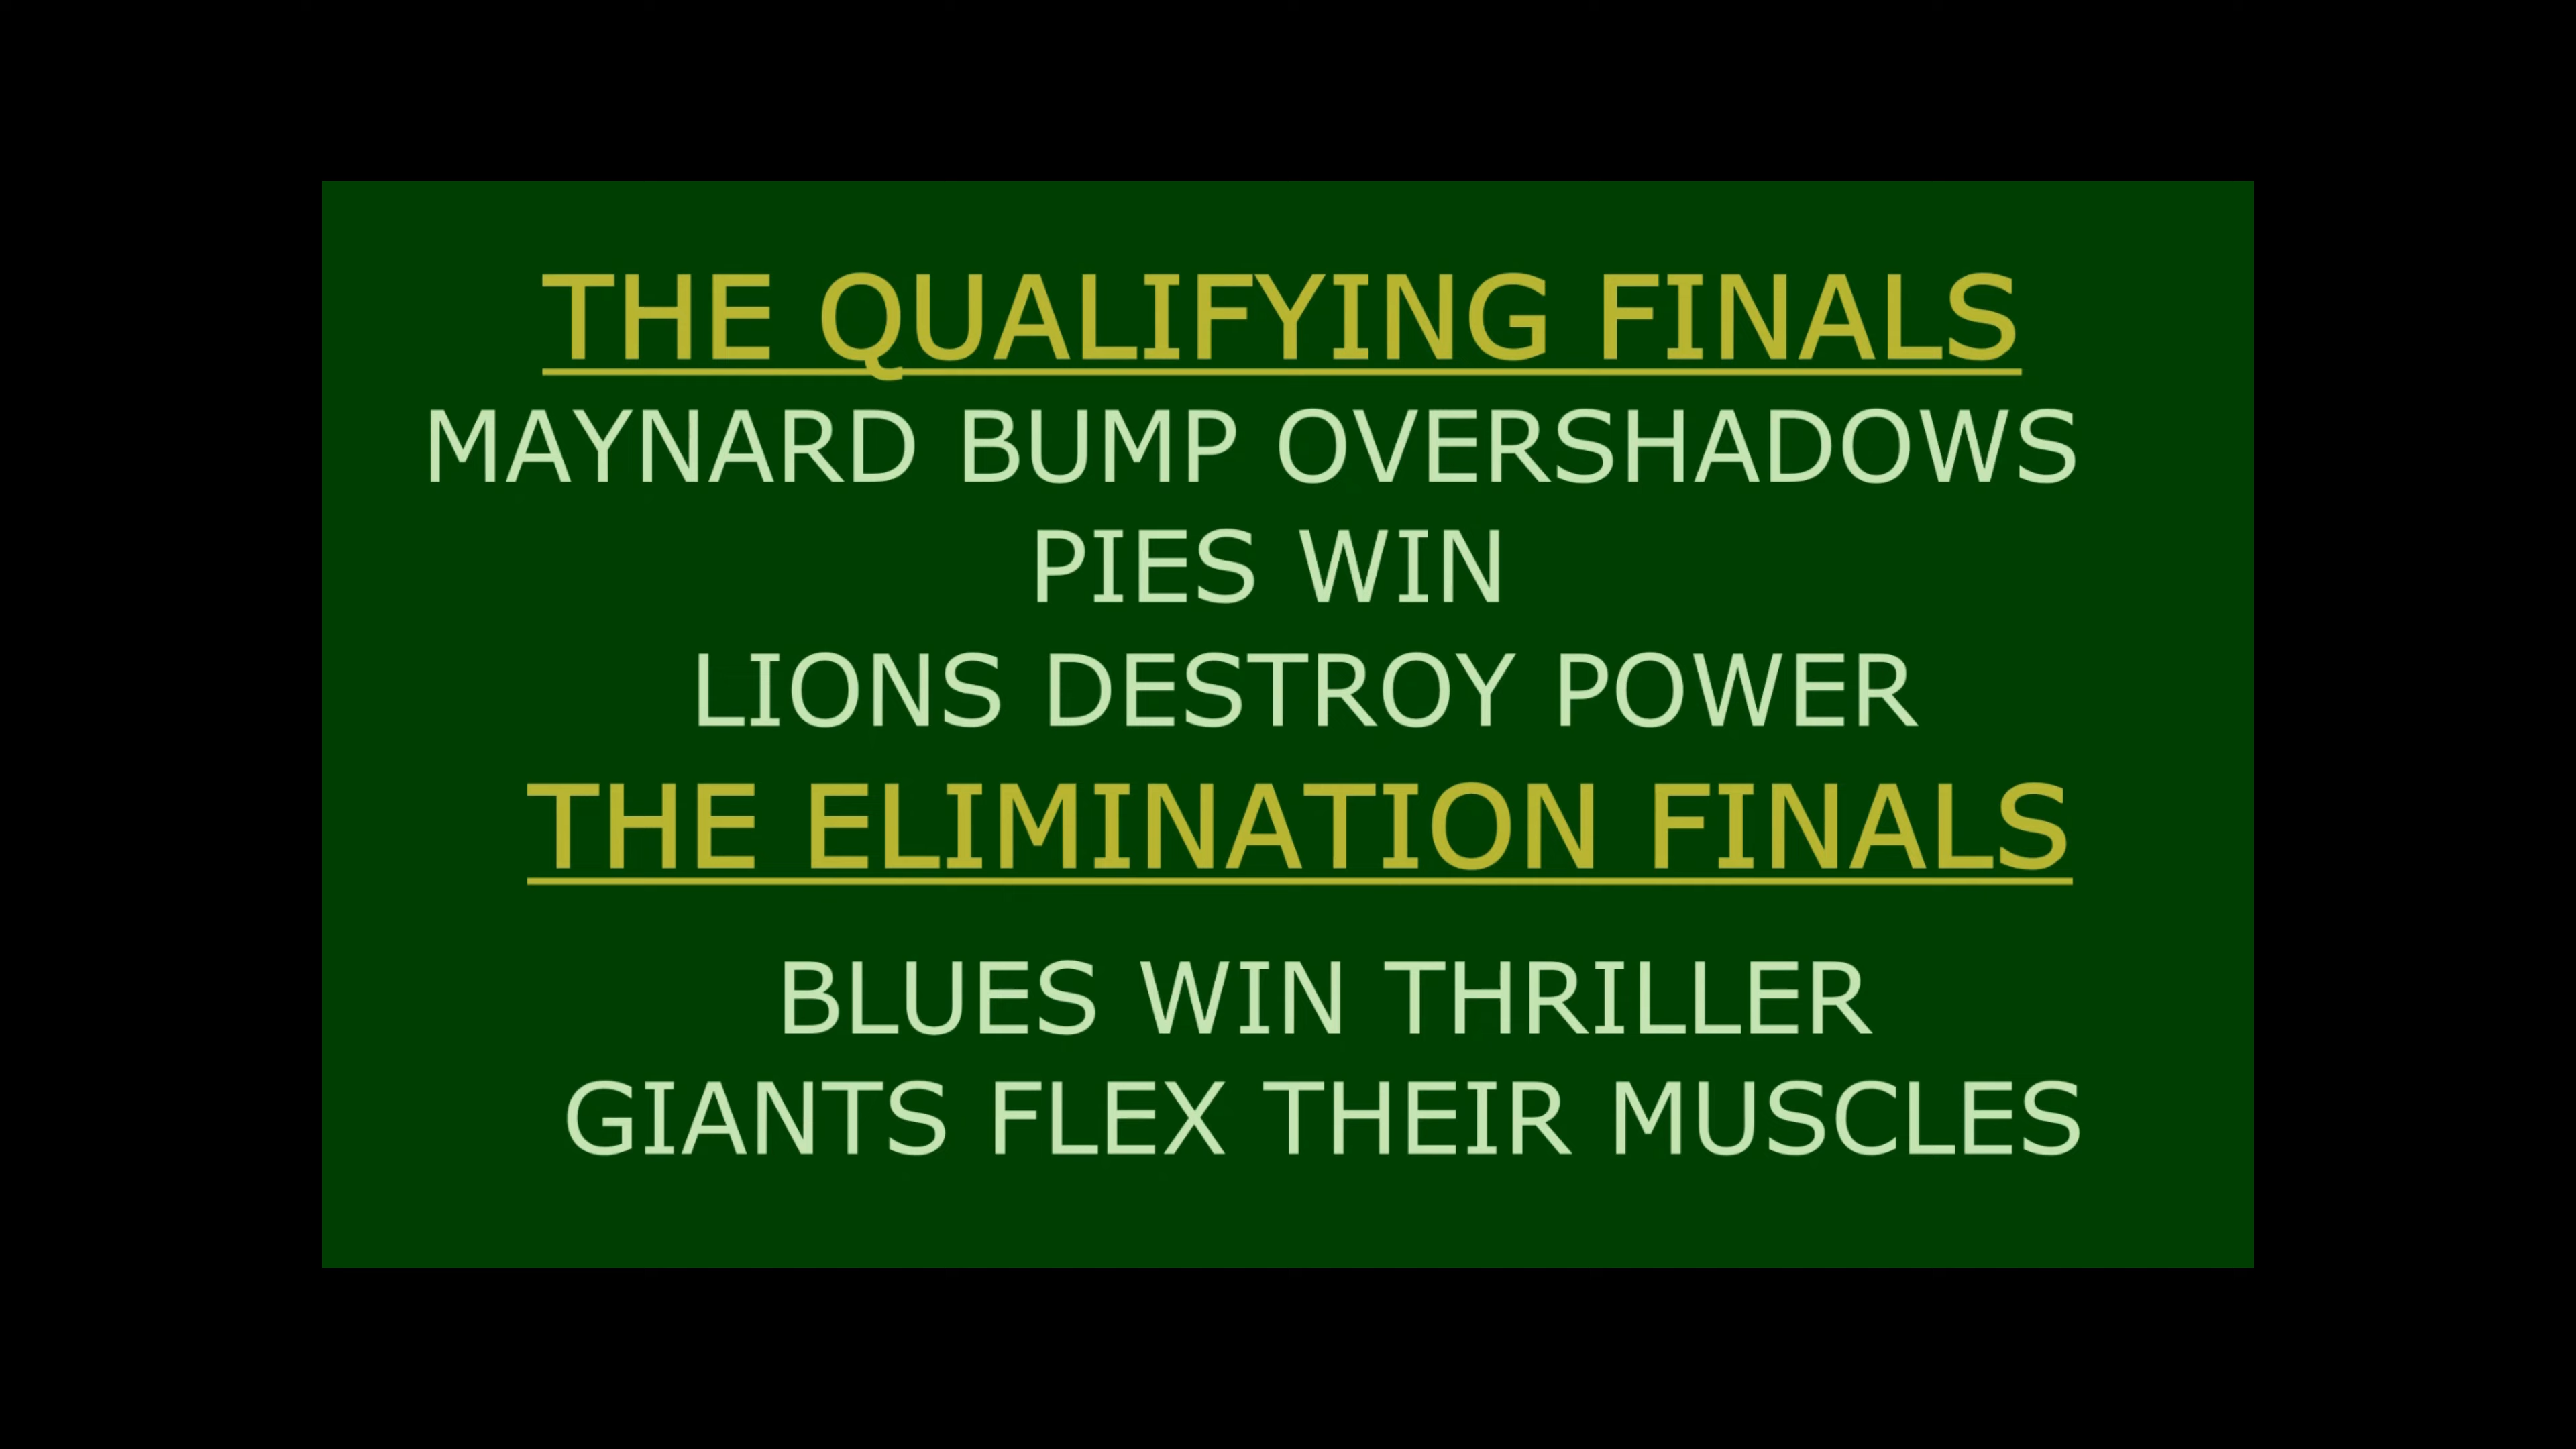 THE QUALIFYING FINALS
MAYNARD BUMP OVERSHADOWS
PIES WIN
LIONS DESTROY POWER
THE ELIMINATION FINALS
BLUES WIN THRILLER
GIANTS FLEX THEIR MUSCLES